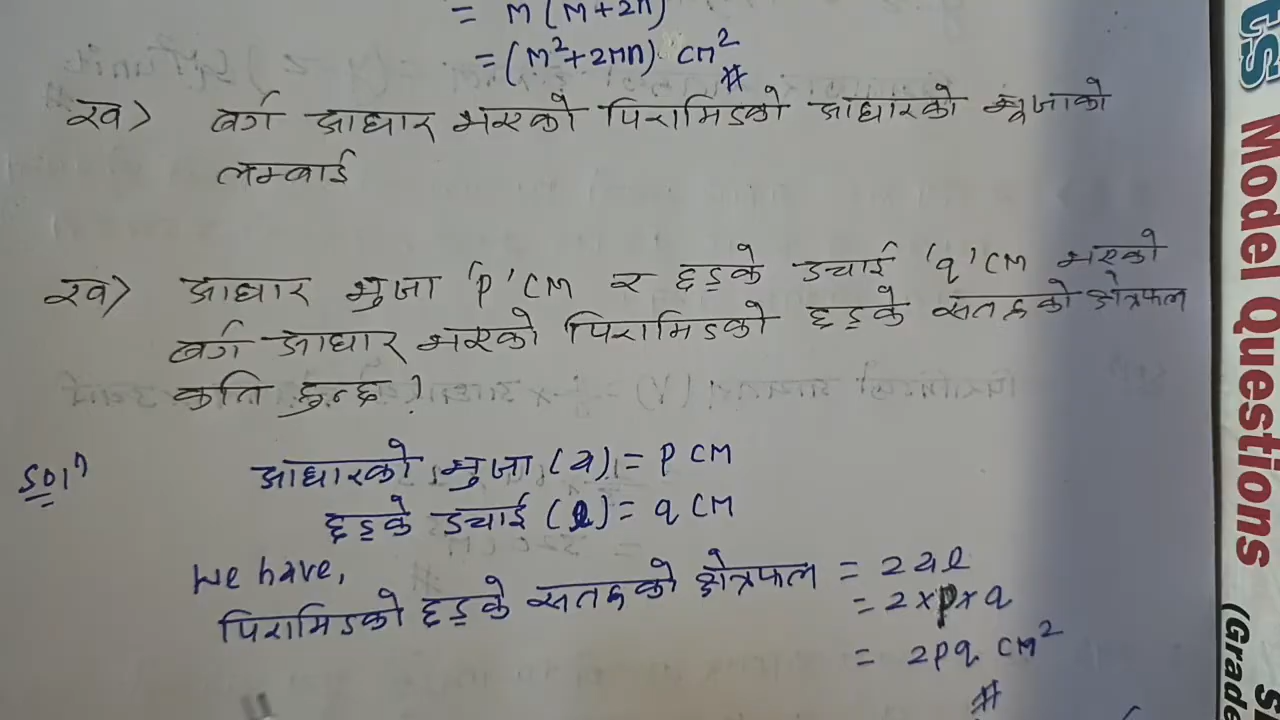 = M(M+2n)
= (M²+2Mn) CM²
#
ख) वर्ग आधार भएको पिरामिडको आधारको भूजाको
लम्बाई
ख) आधार भुजा 'p' CM र छड्के उचाई 'q' CM भएको
वर्ग आधार भएको पिरामिडको छड्के सतहको क्षेत्रफल
कति हुन्छ?
Solⁿ आधारको भुजा (a) = p CM
छड्के उचाई (l) = q CM
We have,
पिरामिडको छड्के सतहको क्षेत्रफल = 2al
= 2×p×q
= 2pq CM²
#
ts Model Questions
(Grade